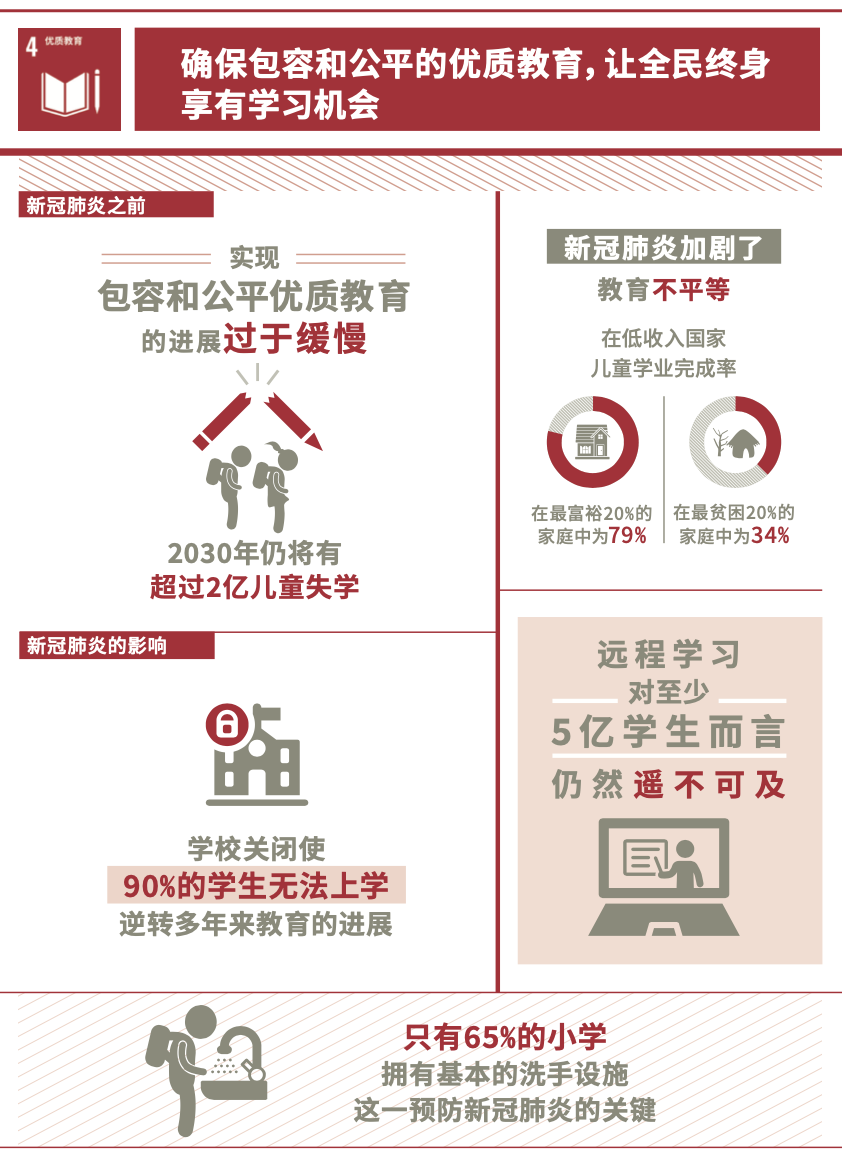 4 优质教育
确保包容和公平的优质教育，让全民终身
享有学习机会
新冠肺炎之前
实现
包容和公平优质教育
的进展过于缓慢
2030年仍将有
超过2亿儿童失学
新冠肺炎的影响
学校关闭使
90%的学生无法上学
逆转多年来教育的进展
新冠肺炎加剧了
教育不平等
在低收入国家
儿童学业完成率
在最富裕20%的
家庭中为79%
在最贫困20%的
家庭中为34%
远程学习
对至少
5亿学生而言
仍然遥不可及
只有65%的小学
拥有基本的洗手设施
这一预防新冠肺炎的关键